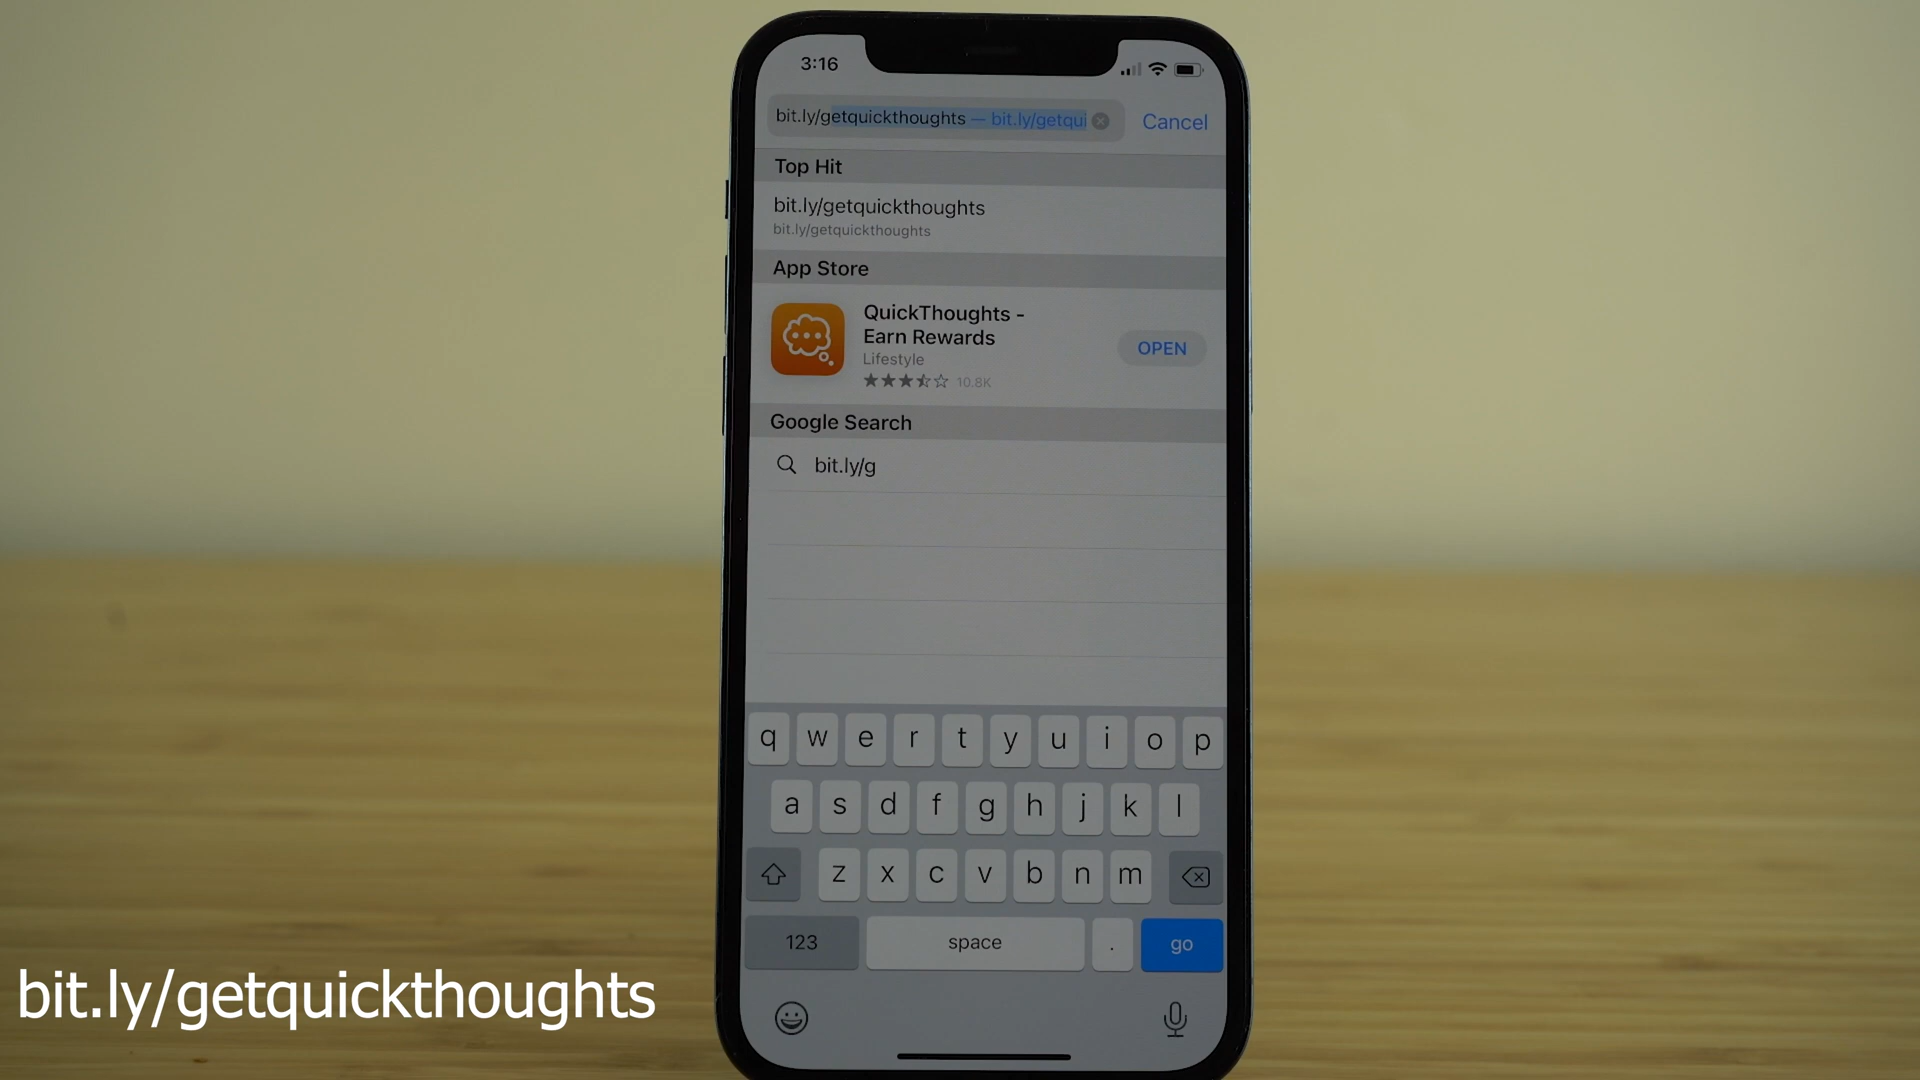 3:16
bit.ly/getquickthoughts — bit.ly/getqui
Cancel
Top Hit
bit.ly/getquickthoughts
bit.ly/getquickthoughts
App Store
QuickThoughts -
Earn Rewards
Lifestyle
10.8K
OPEN
Google Search
bit.ly/g
q w e r t y u i o p
a s d f g h j k l
z x c v b n m
123 space . go
bit.ly/getquickthoughts